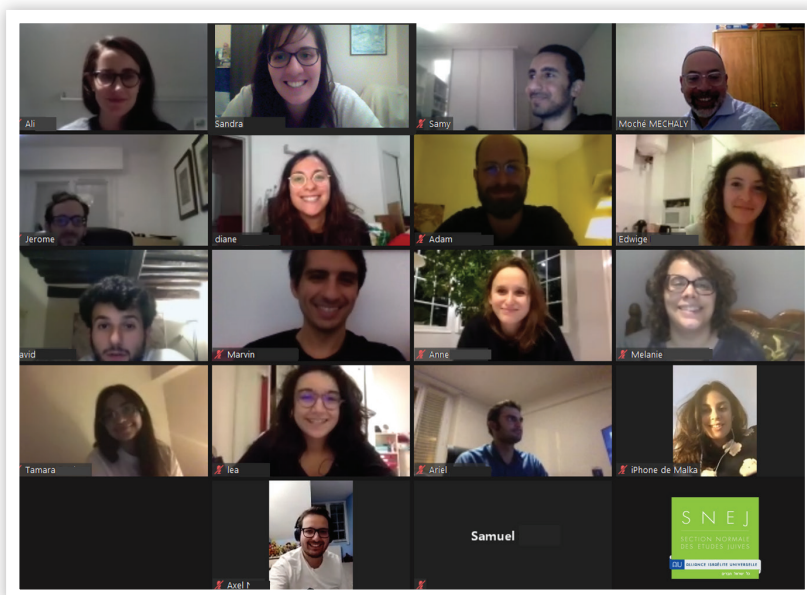 Ali
Sandra
Samy
Moché MECHALY
Jerome
diane
Adam
Edwige
avid
Marvin
Anne
Melanie
Tamara
lea
Ariel
iPhone de Malka
Axel
Samuel
SNEJ
SECTION NORMALE
DES ETUDES JUIVES
ALLIANCE ISRAÉLITE UNIVERSELLE